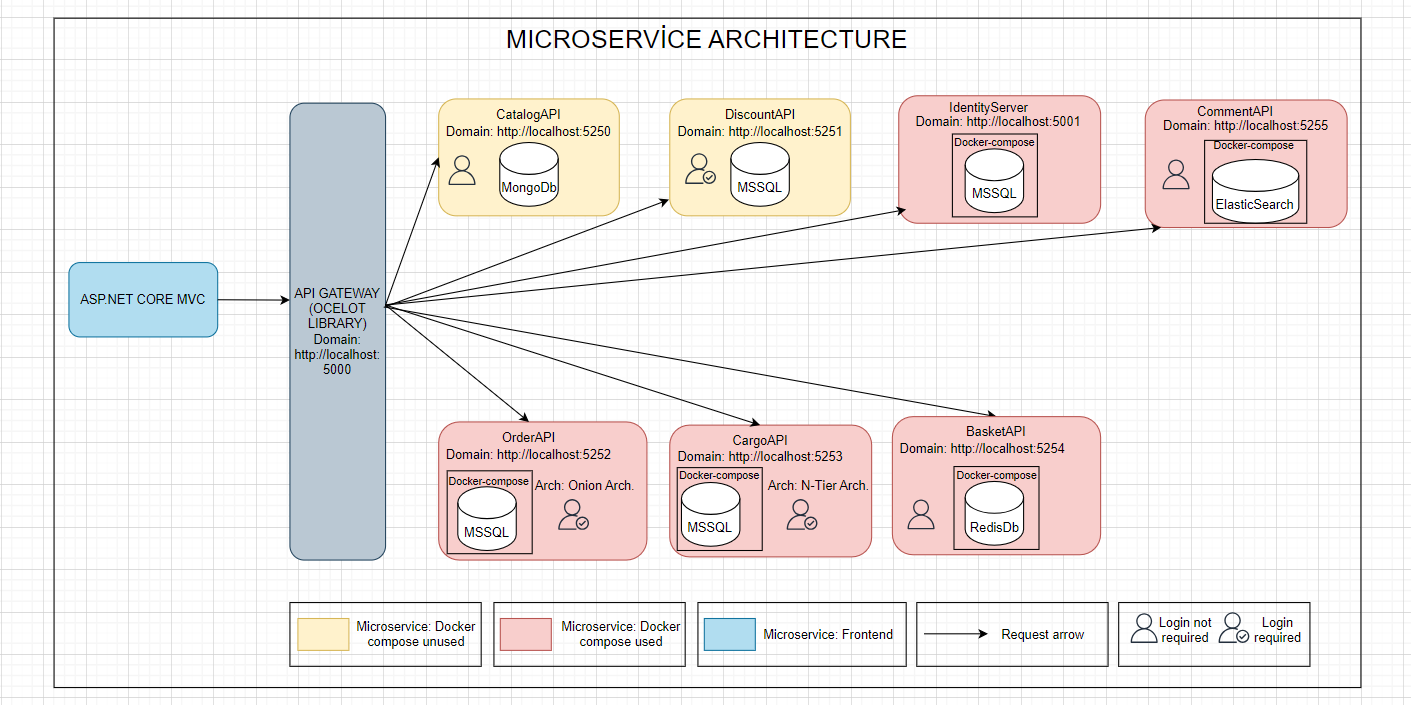 MICROSERVİCE ARCHITECTURE
ASP.NET CORE MVC
API GATEWAY
(OCELOT
LIBRARY)
Domain:
http://localhost:
5000
CatalogAPI
Domain: http://localhost:5250
MongoDb
DiscountAPI
Domain: http://localhost:5251
MSSQL
IdentityServer
Domain: http://localhost:5001
Docker-compose
MSSQL
CommentAPI
Domain: http://localhost:5255
Docker-compose
ElasticSearch
OrderAPI
Domain: http://localhost:5252
Docker-compose
Arch: Onion Arch.
MSSQL
CargoAPI
Domain: http://localhost:5253
Docker-compose
Arch: N-Tier Arch.
MSSQL
BasketAPI
Domain: http://localhost:5254
Docker-compose
RedisDb
Microservice: Docker
compose unused
Microservice: Docker
compose used
Microservice: Frontend
Request arrow
Login not
required
Login
required